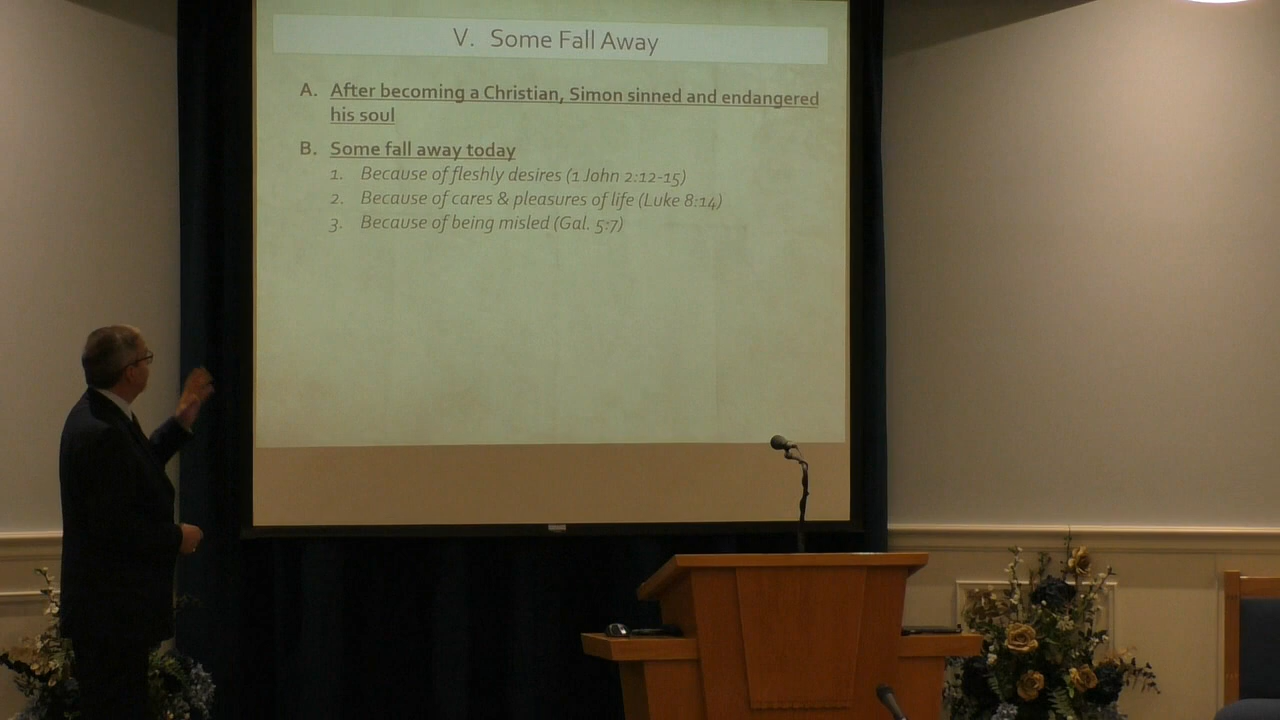 V. Some Fall Away
A. After becoming a Christian, Simon sinned and endangered
his soul
B. Some fall away today
1. Because of fleshly desires (1 John 2:12-15)
2. Because of cares & pleasures of life (Luke 8:14)
3. Because of being misled (Gal. 5:7)